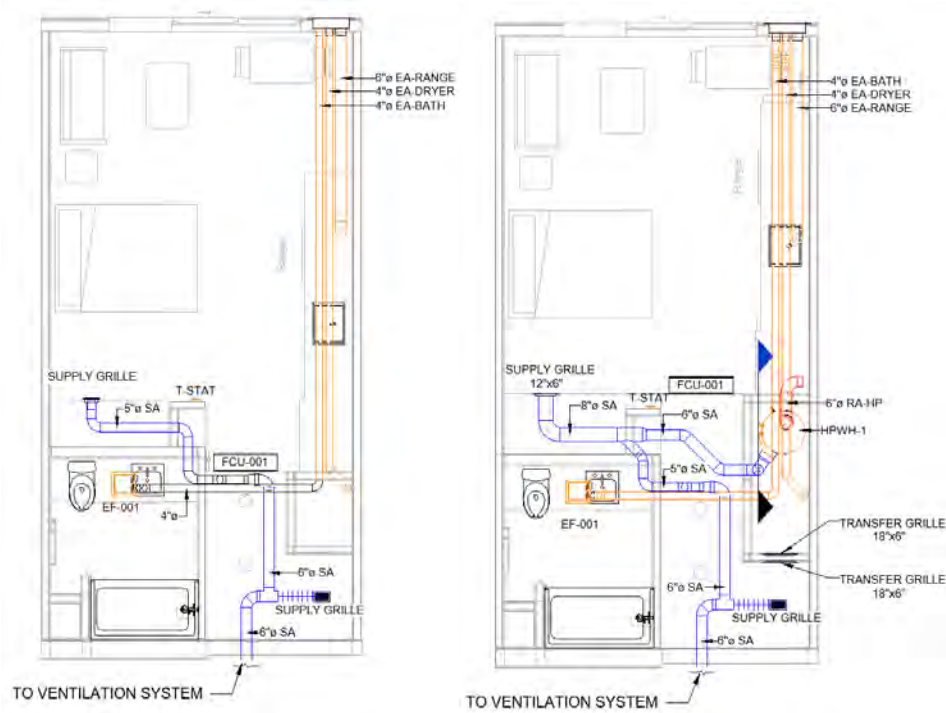 6"ø EA-RANGE
4"ø EA-DRYER
4"ø EA-BATH
SUPPLY GRILLE
T-STAT
5"ø SA
FCU-001
EF-001
4"ø
6"ø SA
SUPPLY GRILLE
6"ø SA
TO VENTILATION SYSTEM
4"ø EA-BATH
4"ø EA-DRYER
6"ø EA-RANGE
SUPPLY GRILLE
12"x6"
FCU-001
T-STAT
8"ø SA
6"ø SA
6"ø RA-HP
HPWH-1
5"ø SA
EF-001
TRANSFER GRILLE
18"x6"
6"ø SA
TRANSFER GRILLE
18"x6"
SUPPLY GRILLE
6"ø SA
TO VENTILATION SYSTEM